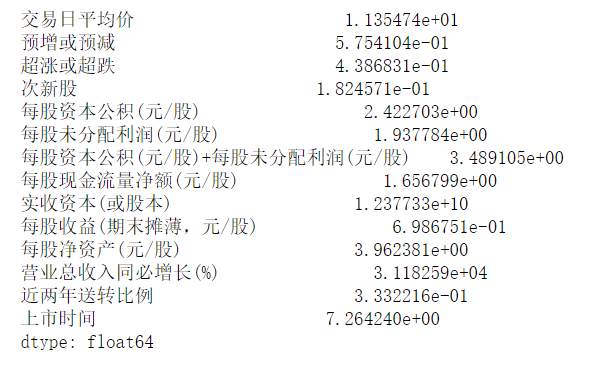 交易日平均价 1.135474e+01
预增或预减 5.754104e-01
超涨或超跌 4.386831e-01
次新股 1.824571e-01
每股资本公积(元/股) 2.422703e+00
每股未分配利润(元/股) 1.937784e+00
每股资本公积(元/股)+每股未分配利润(元/股) 3.489105e+00
每股现金流量净额(元/股) 1.656799e+00
实收资本(或股本) 1.237733e+10
每股收益(期末摊薄，元/股) 6.986751e-01
每股净资产(元/股) 3.962381e+00
营业总收入同必增长(%) 3.118259e+04
近两年送转比例 3.332216e-01
上市时间 7.264240e+00
dtype: float64